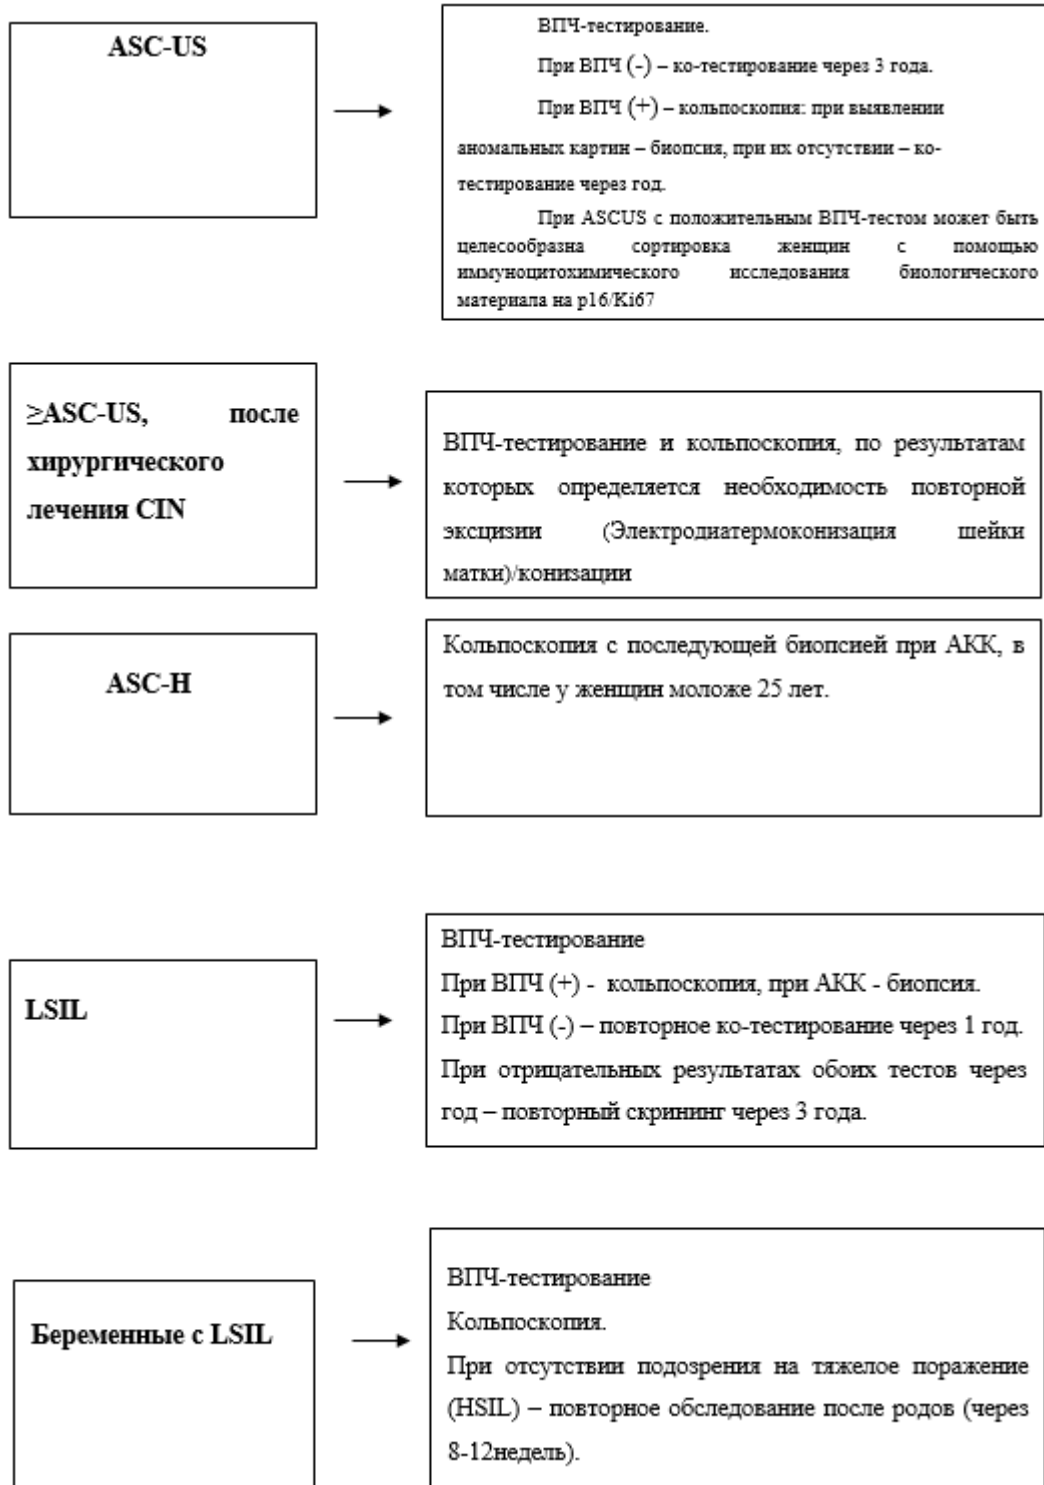 ASC-US
ВПЧ-тестирование.
При ВПЧ (-) – ко-тестирование через 3 года.
При ВПЧ (+) – кольпоскопия: при выявлении
аномальных картин – биопсия, при их отсутствии – ко-
тестирование через год.
При ASCUS с положительным ВПЧ-тестом может быть
целесообразна сортировка женщин с помощью
иммуноцитохимического исследования биологического
материала на p16/Ki67
≥ASC-US, после
хирургического
лечения CIN
ВПЧ-тестирование и кольпоскопия, по результатам
которых определяется необходимость повторной
эксцизии (Электродиатермоконизация шейки
матки)/конизации
ASC-H
Кольпоскопия с последующей биопсией при АКК, в
том числе у женщин моложе 25 лет.
LSIL
ВПЧ-тестирование
При ВПЧ (+) - кольпоскопия, при АКК - биопсия.
При ВПЧ (-) – повторное ко-тестирование через 1 год.
При отрицательных результатах обоих тестов через
год – повторный скрининг через 3 года.
Беременные с LSIL
ВПЧ-тестирование
Кольпоскопия.
При отсутствии подозрения на тяжелое поражение
(HSIL) – повторное обследование после родов (через
8-12недель).